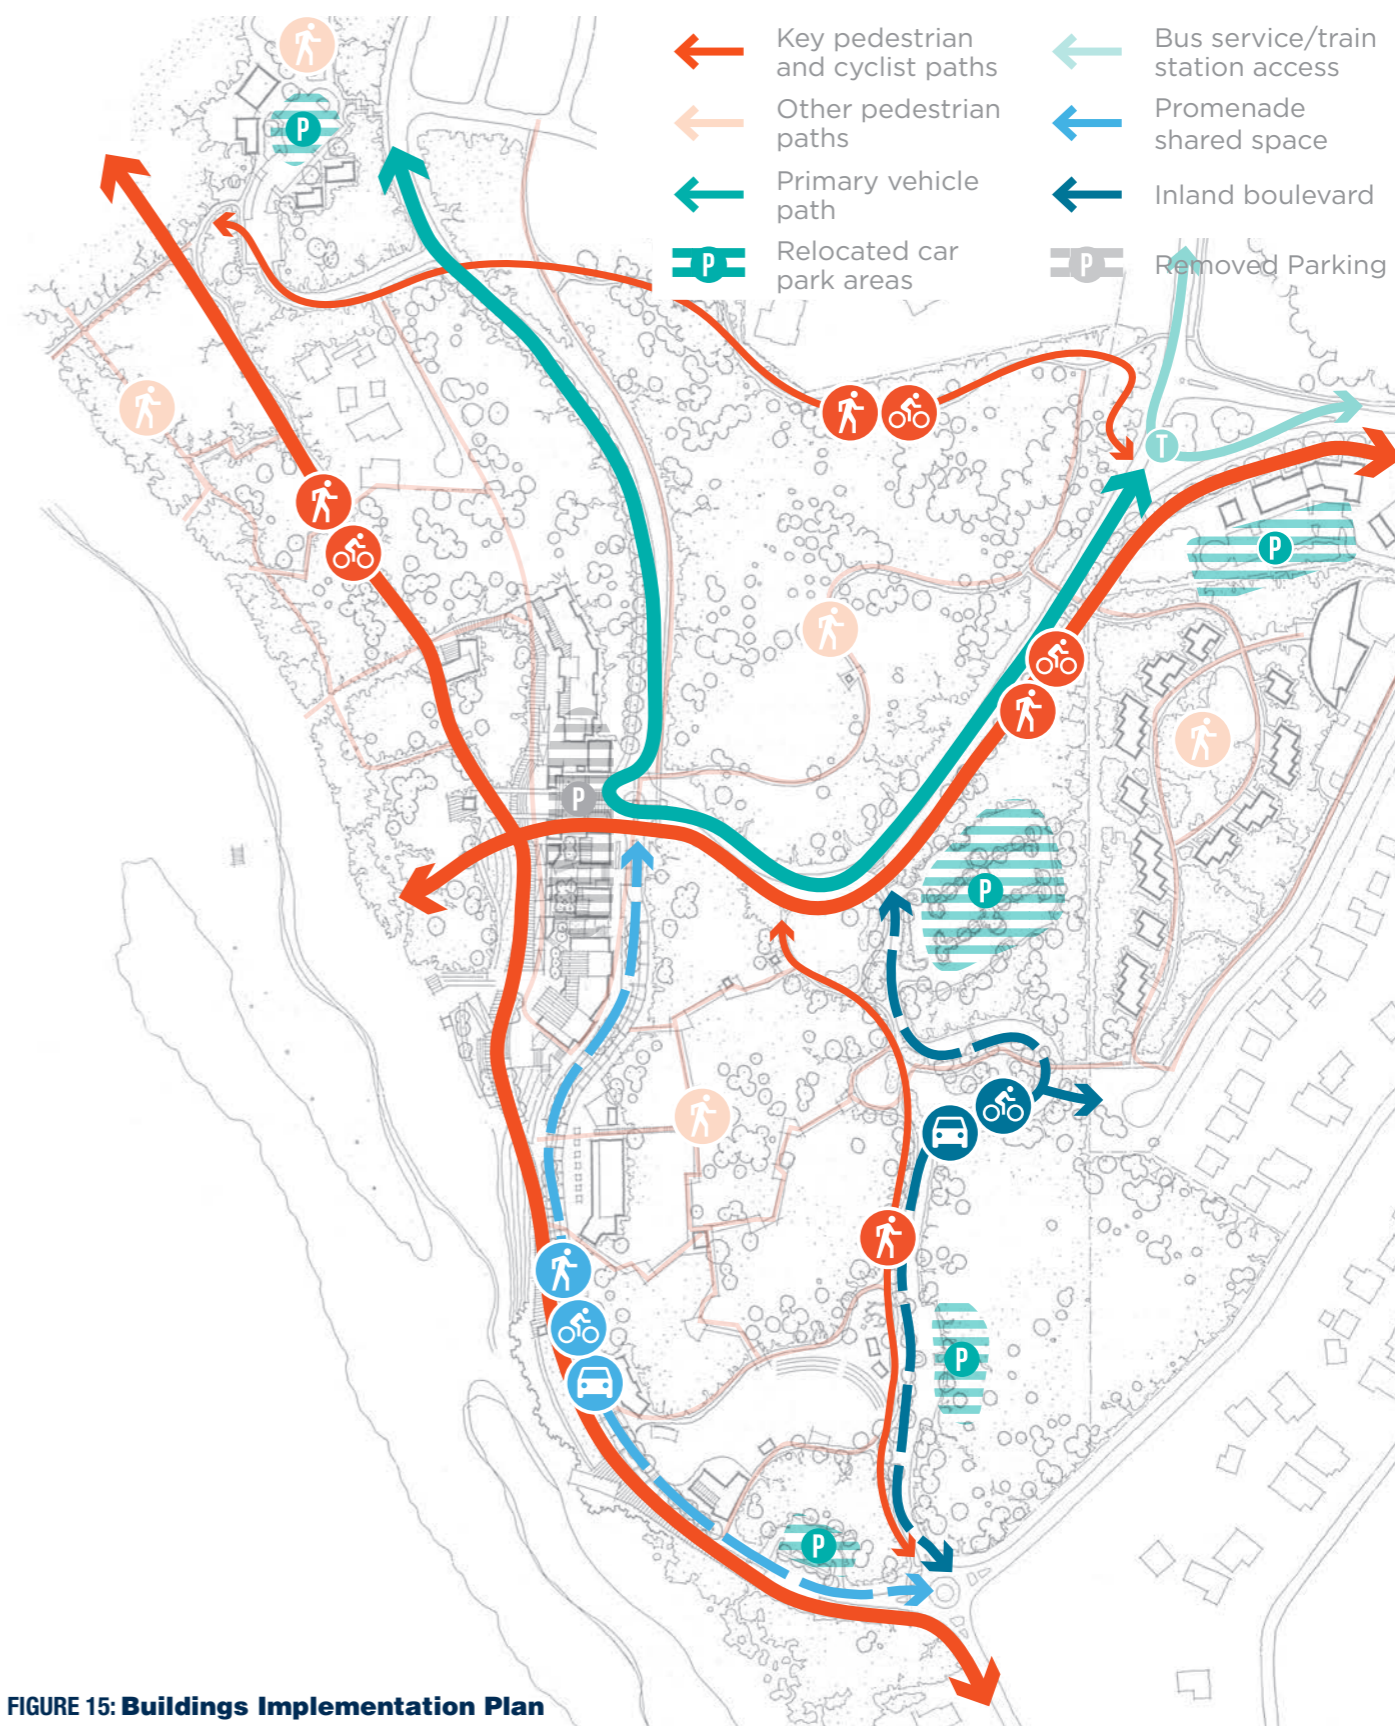 Key pedestrian
and cyclist paths
Other pedestrian
paths
Primary vehicle
path
Relocated car
park areas
Bus service/train
station access
Promenade
shared space
Inland boulevard
Removed Parking
P
P
P
T
P
P
P
P
P
P
FIGURE 15: Buildings Implementation Plan